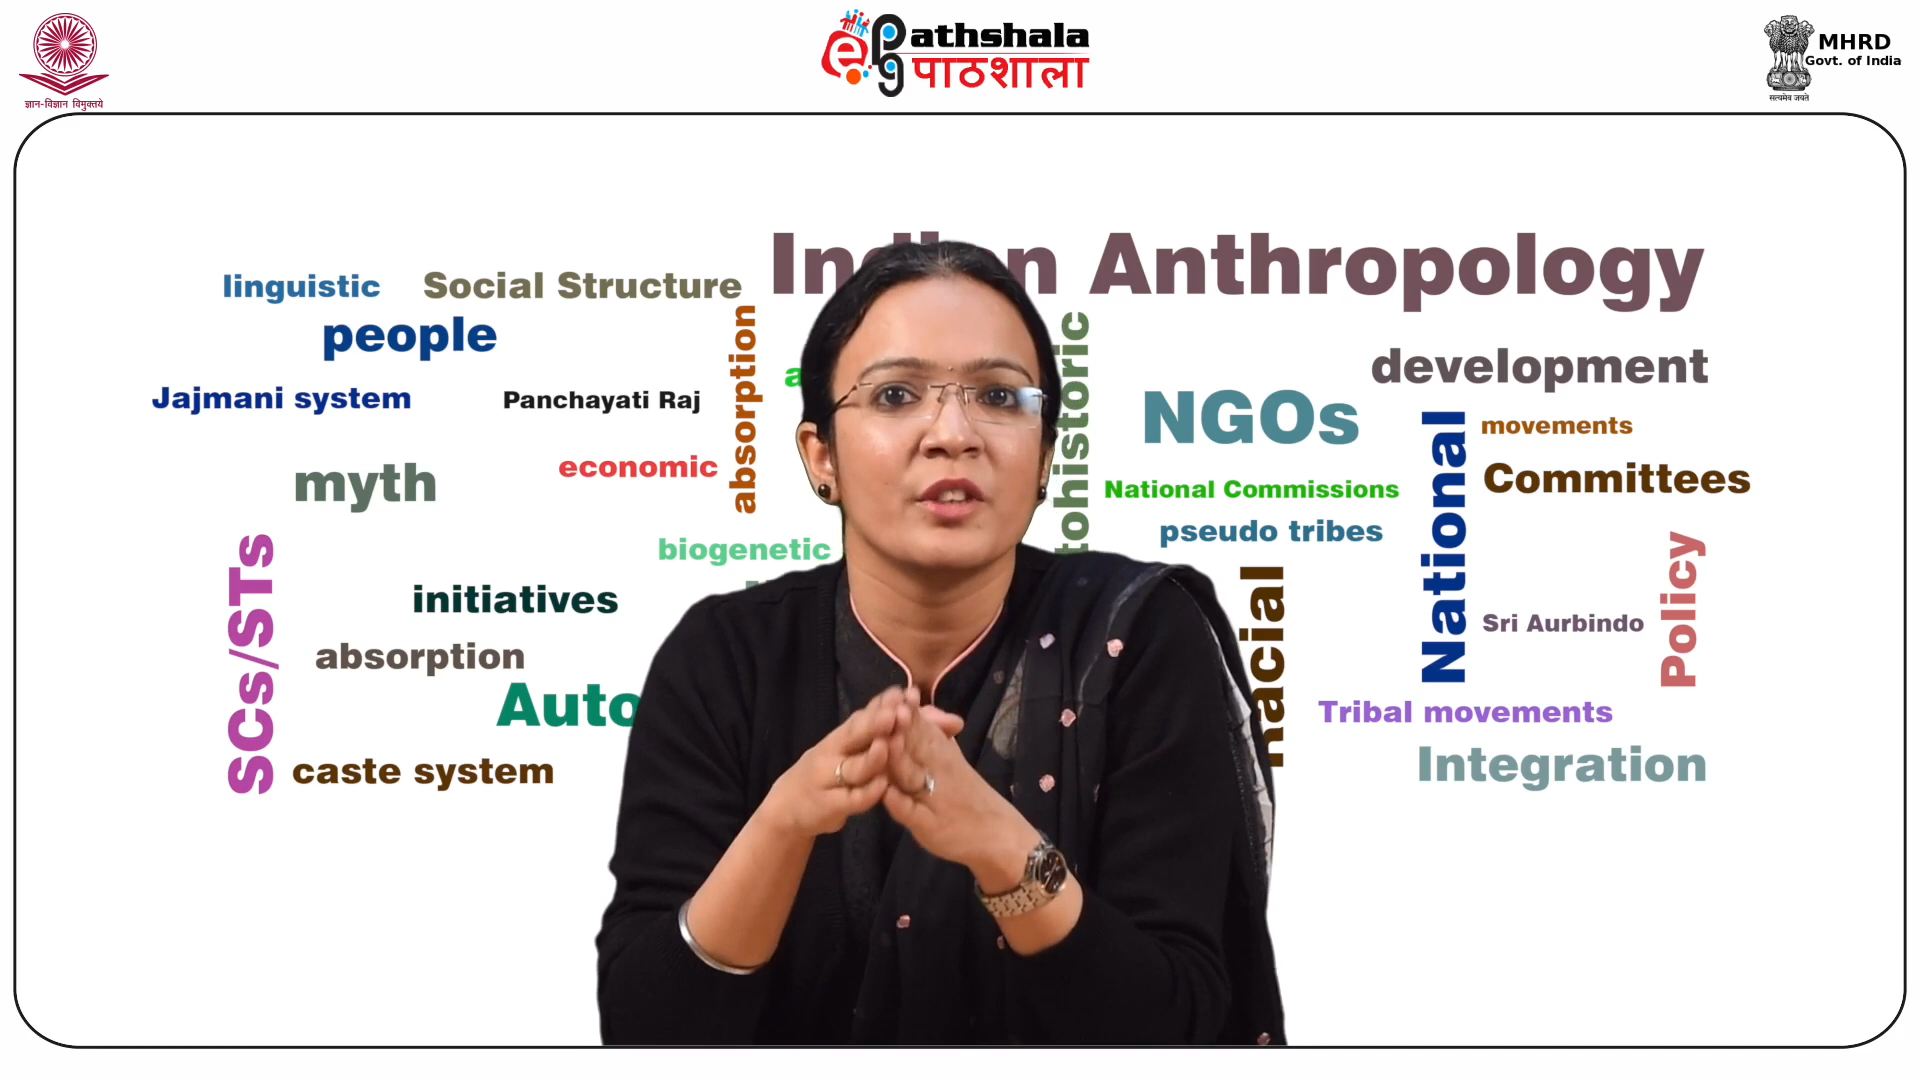 ज्ञान-विज्ञान विमुक्तये
ePathshala
पाठशाला
MHRD
Govt. of India
सत्यमेव जयते
Indian Anthropology
linguistic
Social Structure
people
absorption
development
Jajmani system
Panchayati Raj
NGOs
movements
National
economic
myth
Committees
National Commissions
pseudo tribes
biogenetic
SCs/STs
initiatives
Policy
Sri Aurbindo
absorption
Auto
Tribal movements
caste system
Integration